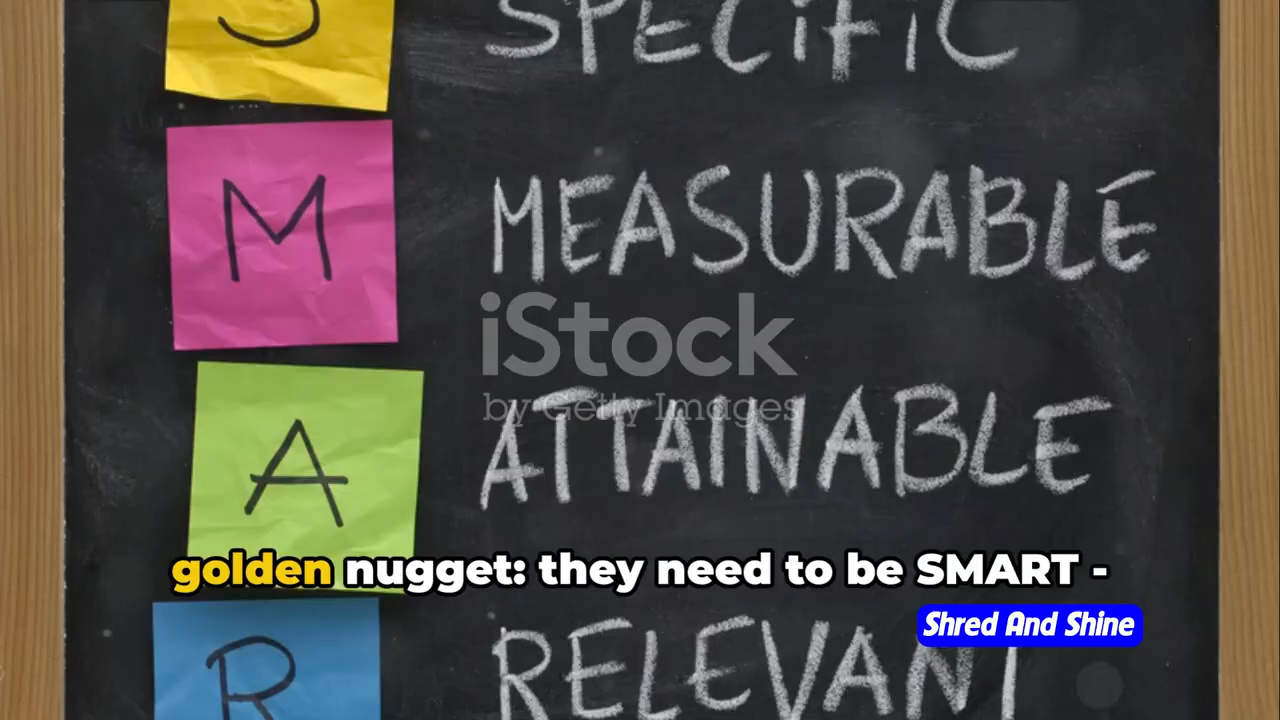 S SPECIFIC
M MEASURABLE
iStock
by Getty Images
A ATTAINABLE
golden nugget: they need to be SMART -
Shred And Shine
R RELEVANT